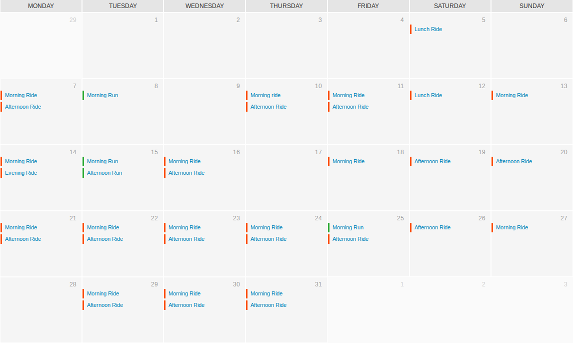 MONDAY TUESDAY WEDNESDAY THURSDAY FRIDAY SATURDAY SUNDAY
1 2 3 4 5 6
Lunch Ride
7 8 9 10 11 12 13
Morning Ride Morning Run Morning ride Morning Ride Lunch Ride Morning Ride
Afternoon Ride Afternoon Ride Afternoon Ride
14 15 16 17 18 19 20
Morning Ride Morning Run Morning Ride Morning Ride Afternoon Ride Afternoon Ride
Evening Ride Afternoon Run Afternoon Ride
21 22 23 24 25 26 27
Morning Ride Morning Ride Morning Ride Morning Ride Morning Run Afternoon Ride Morning Ride
Afternoon Ride Afternoon Ride Afternoon Ride Afternoon Ride Afternoon Ride
28 29 30 31 1 2 3
Morning Ride Morning Ride Morning Ride
Afternoon Ride Afternoon Ride Afternoon Ride